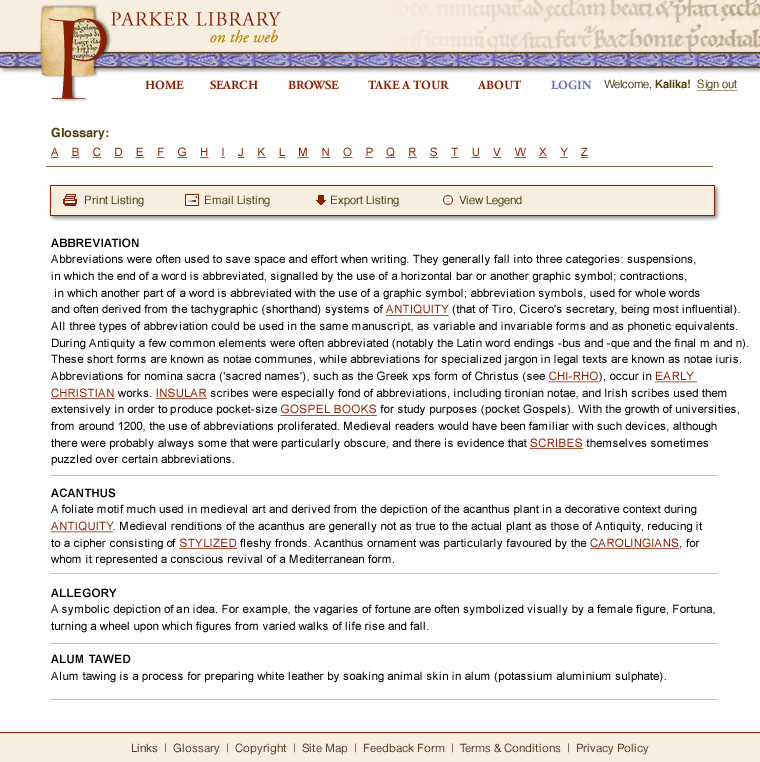 PARKER LIBRARY
on the web
HOME SEARCH BROWSE TAKE A TOUR ABOUT LOGIN Welcome, Kalika! Sign out
Glossary:
A B C D E F G H I J K L M N O P Q R S T U V W X Y Z
Print Listing Email Listing Export Listing View Legend
ABBREVIATION
Abbreviations were often used to save space and effort when writing. They generally fall into three categories: suspensions,
in which the end of a word is abbreviated, signalled by the use of a horizontal bar or another graphic symbol; contractions,
in which another part of a word is abbreviated with the use of a graphic symbol; abbreviation symbols, used for whole words
and often derived from the tachygraphic (shorthand) systems of ANTIQUITY (that of Tiro, Cicero's secretary, being most influential).
All three types of abbreviation could be used in the same manuscript, as variable and invariable forms and as phonetic equivalents.
During Antiquity a few common elements were often abbreviated (notably the Latin word endings -bus and -que and the final m and n).
These short forms are known as notae communes, while abbreviations for specialized jargon in legal texts are known as notae iuris.
Abbreviations for nomina sacra ('sacred names'), such as the Greek xps form of Christus (see CHI-RHO), occur in EARLY
CHRISTIAN works. INSULAR scribes were especially fond of abbreviations, including tironian notae, and Irish scribes used them
extensively in order to produce pocket-size GOSPEL BOOKS for study purposes (pocket Gospels). With the growth of universities,
from around 1200, the use of abbreviations proliferated. Medieval readers would have been familiar with such devices, although
there were probably always some that were particularly obscure, and there is evidence that SCRIBES themselves sometimes
puzzled over certain abbreviations.
ACANTHUS
A foliate motif much used in medieval art and derived from the depiction of the acanthus plant in a decorative context during
ANTIQUITY. Medieval renditions of the acanthus are generally not as true to the actual plant as those of Antiquity, reducing it
to a cipher consisting of STYLIZED fleshy fronds. Acanthus ornament was particularly favoured by the CAROLINGIANS, for
whom it represented a conscious revival of a Mediterranean form.
ALLEGORY
A symbolic depiction of an idea. For example, the vagaries of fortune are often symbolized visually by a female figure, Fortuna,
turning a wheel upon which figures from varied walks of life rise and fall.
ALUM TAWED
Alum tawing is a process for preparing white leather by soaking animal skin in alum (potassium aluminium sulphate).
Links | Glossary | Copyright | Site Map | Feedback Form | Terms & Conditions | Privacy Policy